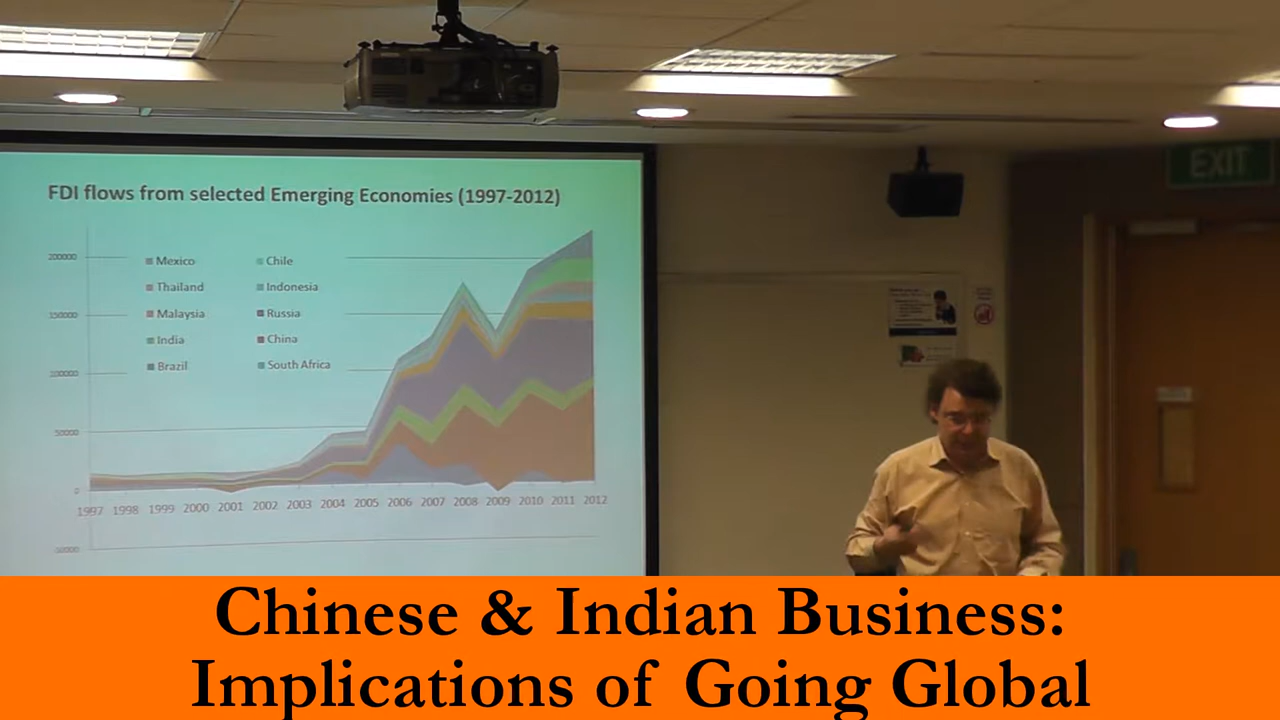 EXIT
FDI flows from selected Emerging Economies (1997-2012)
200000
150000
100000
50000
0
50000
Mexico Chile
Thailand Indonesia
Malaysia Russia
India China
Brazil South Africa
1997 1998 1999 2000 2001 2002 2003 2004 2005 2006 2007 2008 2009 2010 2011 2012
Chinese & Indian Business:
Implications of Going Global